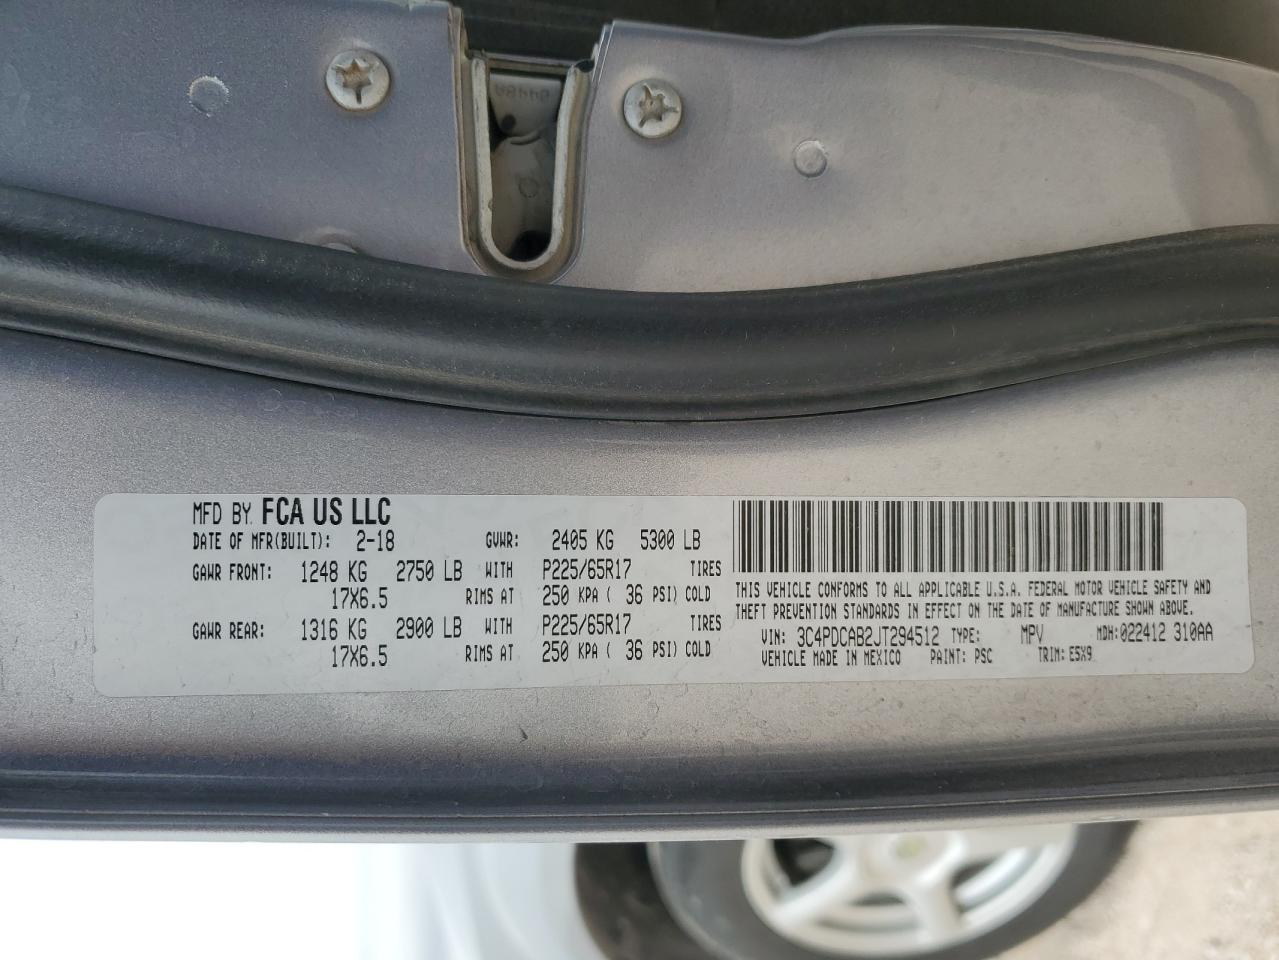 MFD BY FCA US LLC
DATE OF MFR(BUILT): 2-18 GVWR: 2405 KG 5300 LB
GAWR FRONT: 1248 KG 2750 LB WITH P225/65R17 TIRES
17X6.5 RIMS AT 250 KPA ( 36 PSI) COLD
GAWR REAR: 1316 KG 2900 LB WITH P225/65R17 TIRES
17X6.5 RIMS AT 250 KPA ( 36 PSI) COLD
THIS VEHICLE CONFORMS TO ALL APPLICABLE U.S.A. FEDERAL MOTOR VEHICLE SAFETY AND
THEFT PREVENTION STANDARDS IN EFFECT ON THE DATE OF MANUFACTURE SHOWN ABOVE.
VIN: 3C4PDCAB2JT294512 TYPE: MPV MDH:022412 310AA
VEHICLE MADE IN MEXICO PAINT: PSC TRIM: E5X9